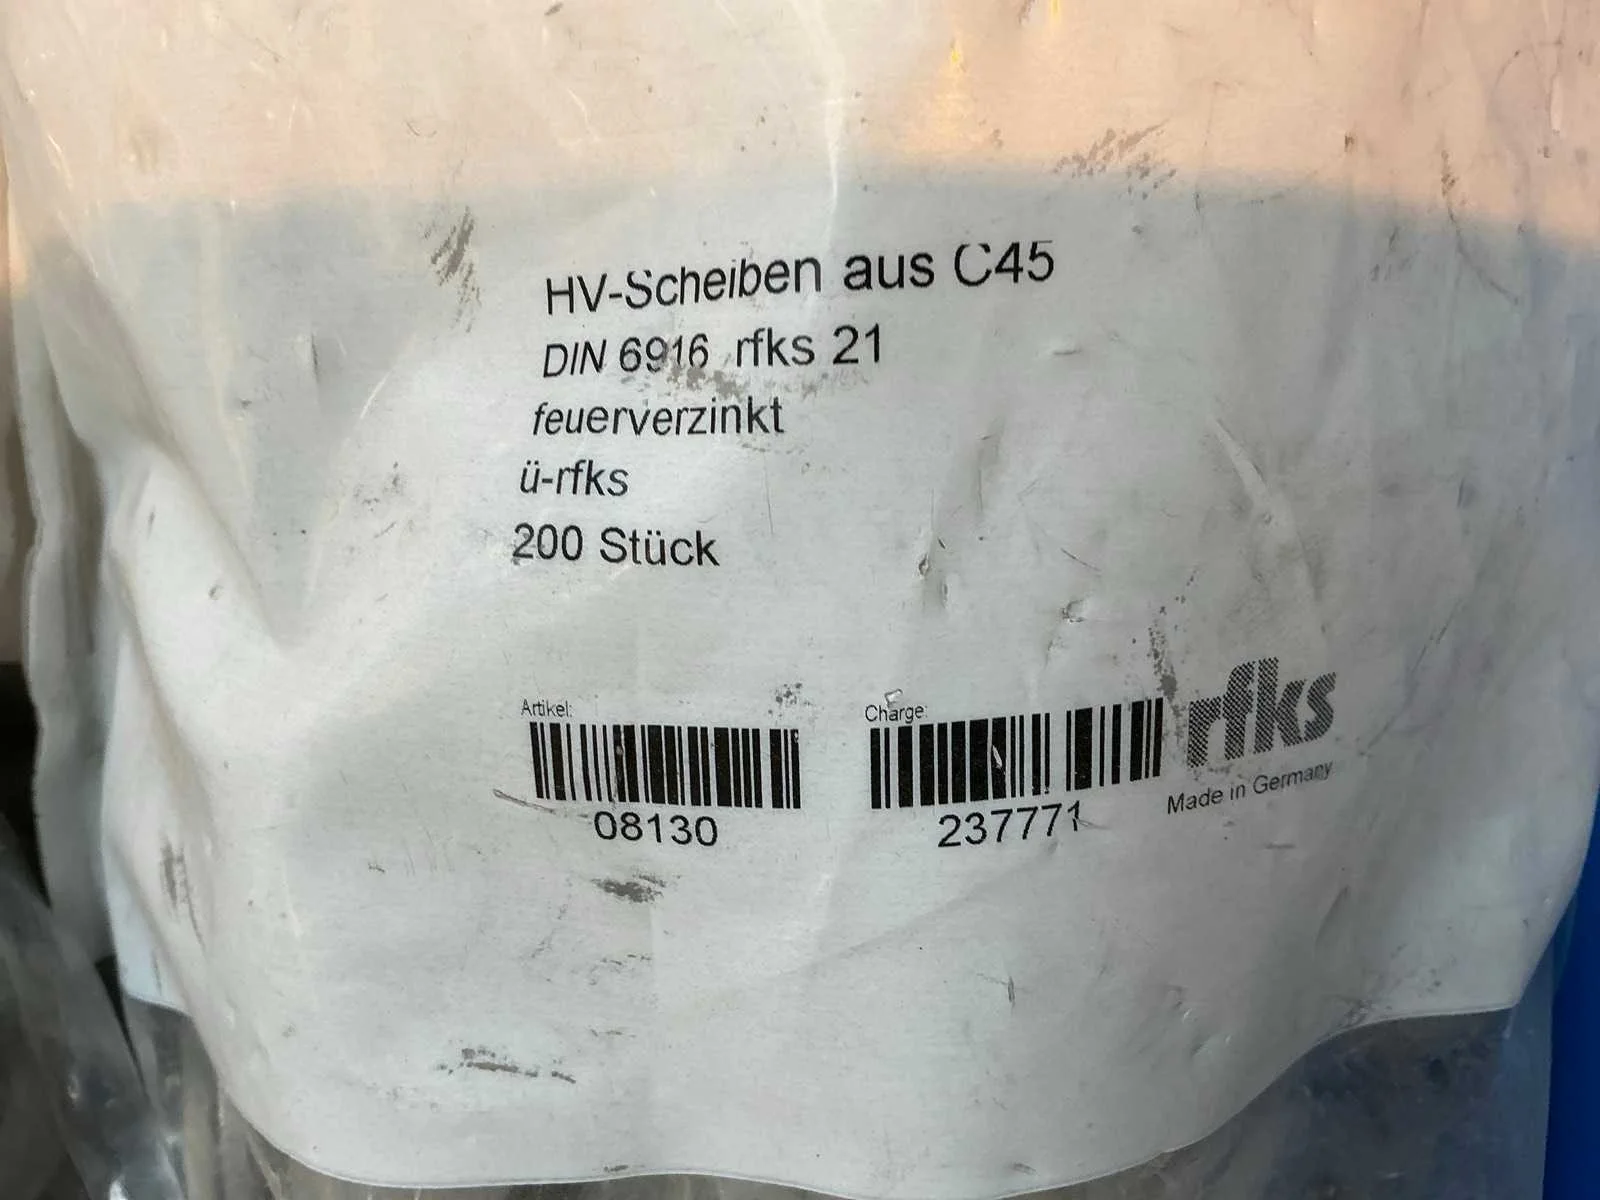 HV-Scheiben aus C45
DIN 6916 rfks 21
feuerverzinkt
ü-rfks
200 Stück
Artikel:
08130
Charge:
237771
rfks
Made in Germany